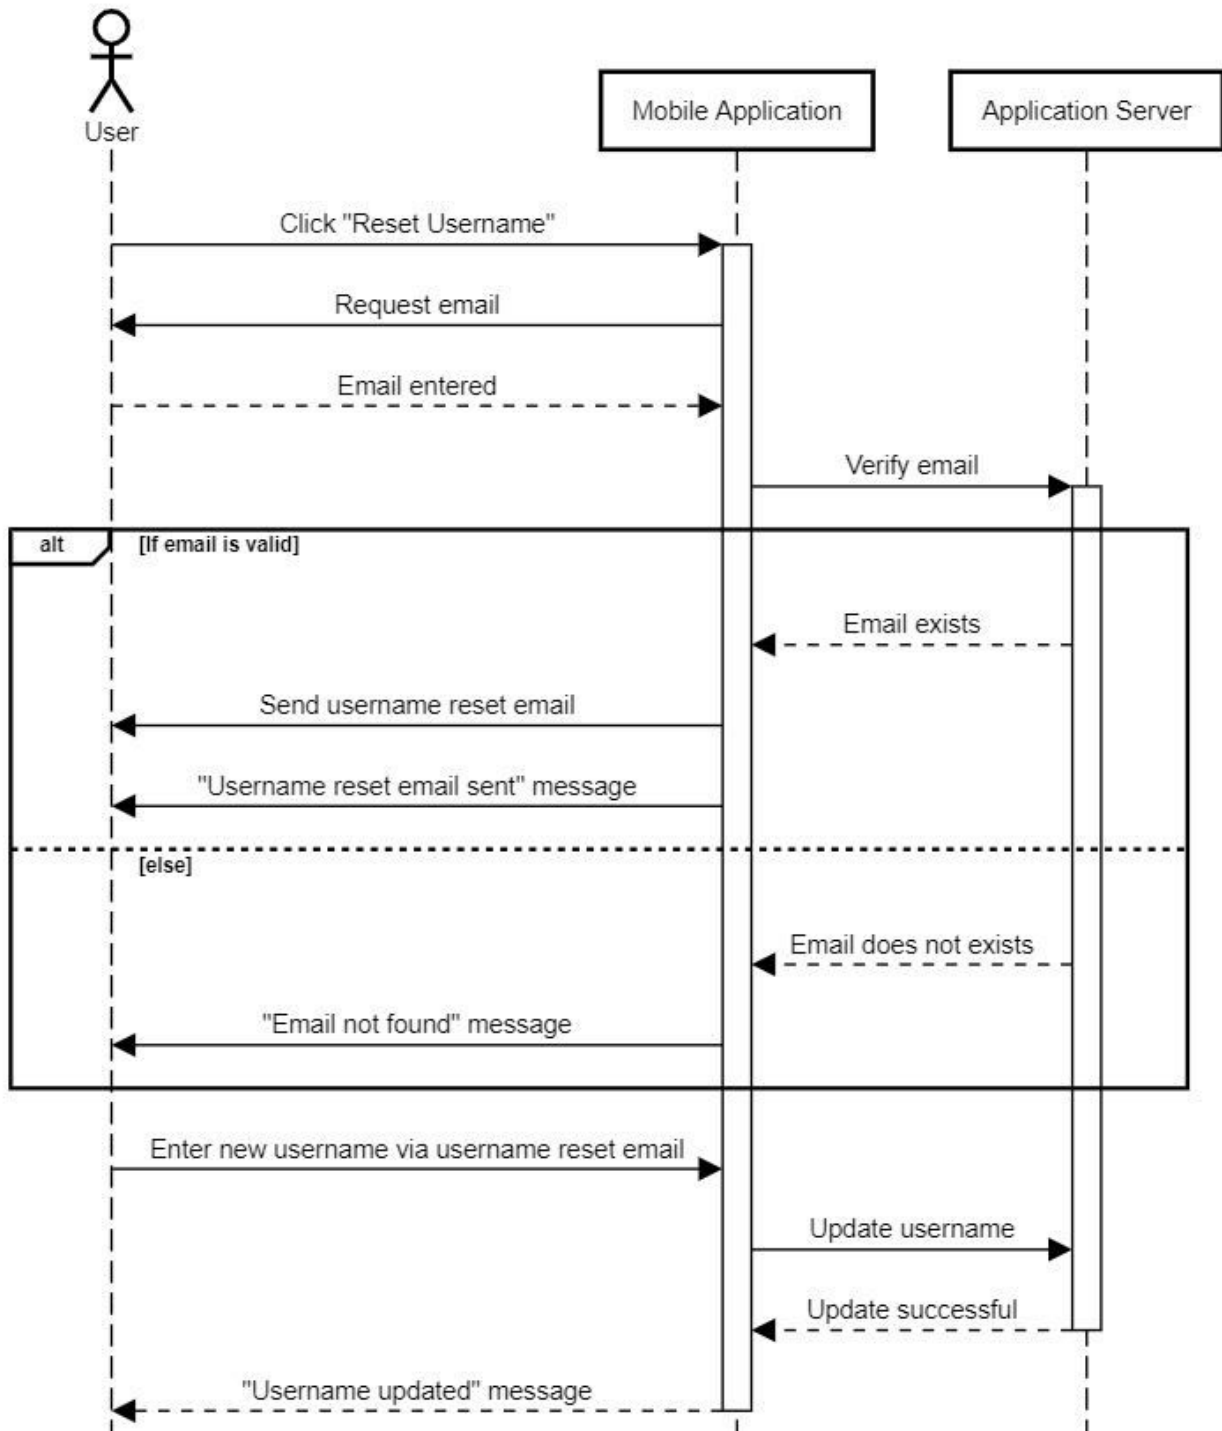 User
Mobile Application
Application Server
Click "Reset Username"
Request email
Email entered
Verify email
alt
[If email is valid]
Email exists
Send username reset email
"Username reset email sent" message
[else]
Email does not exists
"Email not found" message
Enter new username via username reset email
Update username
Update successful
"Username updated" message